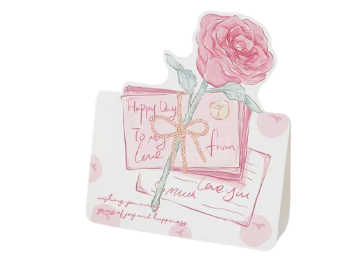 Happy Day
To my
Love
from
So Much Love You
wishing you many
years of joy and happiness